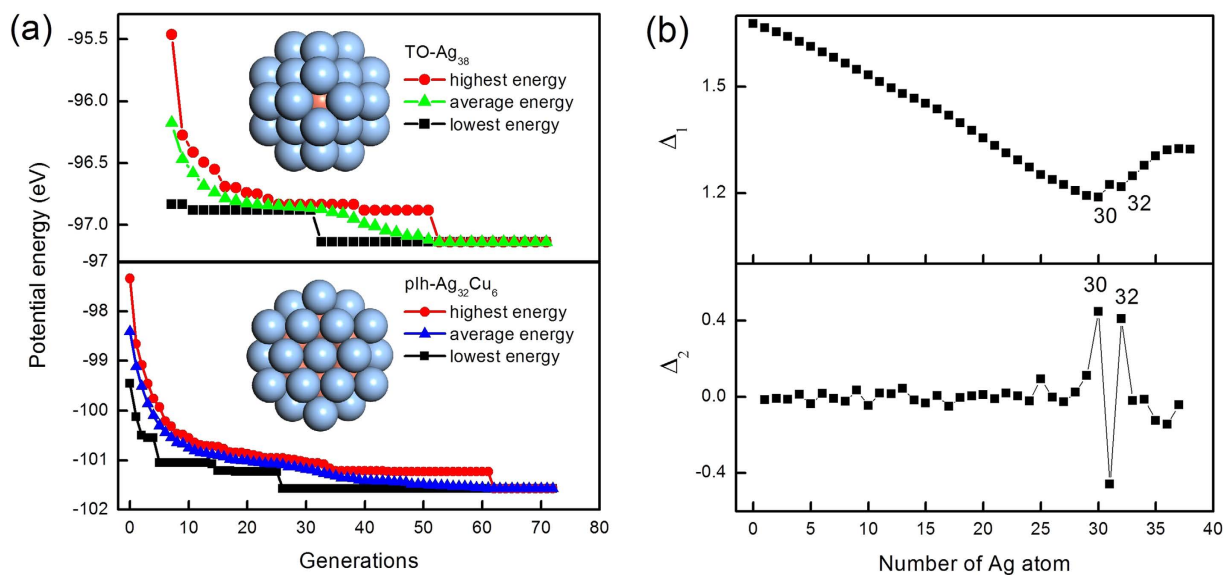 (a)
Potential energy (eV)
-95.5
-96.0
-96.5
-97.0
-97
-98
-99
-100
-101
-102
TO-Ag38
highest energy
average energy
lowest energy
plh-Ag32Cu6
highest energy
average energy
lowest energy
0 10 20 30 40 50 60 70 80
Generations
(b)
Δ1
1.5
1.2
30
32
Δ2
0.4
0.0
-0.4
30
32
0 5 10 15 20 25 30 35 40
Number of Ag atom